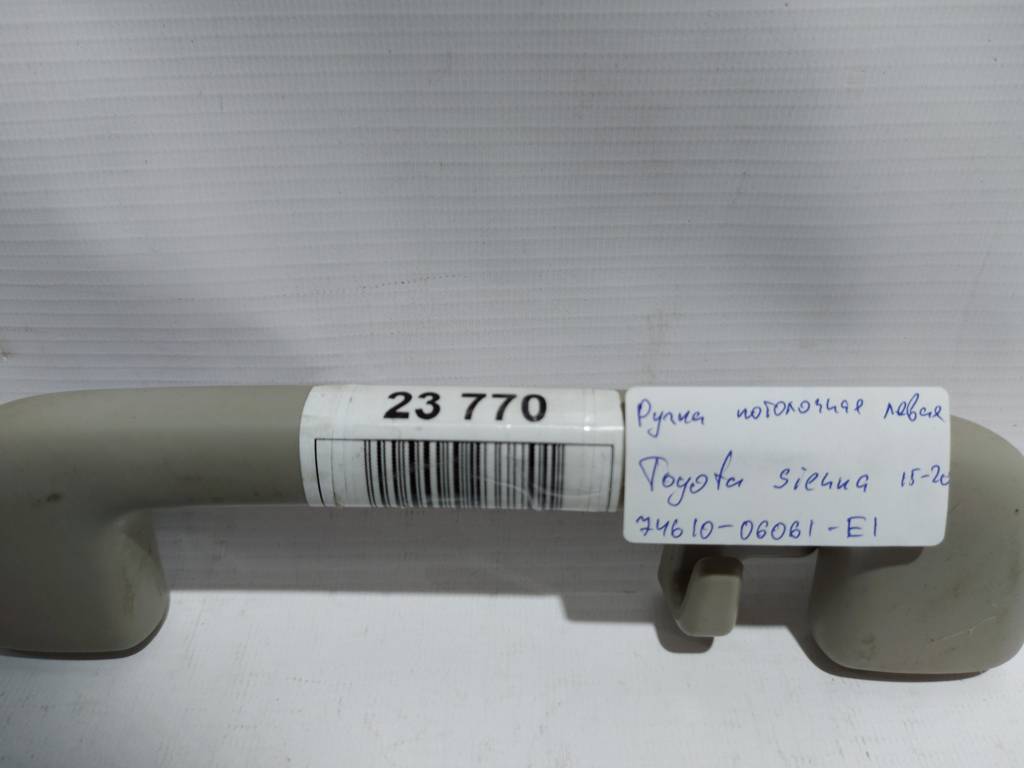 23 770
Ручка потолочная левая
Toyota Sienna 15-20
74610-06061-E1